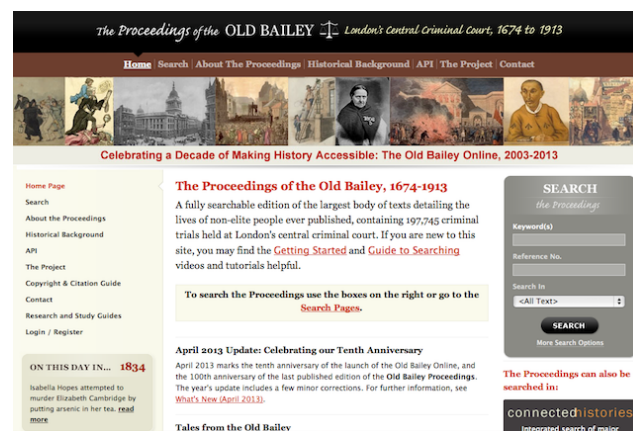 The Proceedings of the OLD BAILEY London's Central Criminal Court, 1674 to 1913
Home | Search | About The Proceedings | Historical Background | API | The Project | Contact
Celebrating a Decade of Making History Accessible: The Old Bailey Online, 2003-2013
Home Page
Search
About the Proceedings
Historical Background
API
The Project
Copyright & Citation Guide
Contact
Research and Study Guides
Login / Register
ON THIS DAY IN... 1834
Isabella Hopes attempted to
murder Elizabeth Cambridge by
putting arsenic in her tea. read
more
The Proceedings of the Old Bailey, 1674-1913
A fully searchable edition of the largest body of texts detailing the
lives of non-elite people ever published, containing 197,745 criminal
trials held at London's central criminal court. If you are new to this
site, you may find the Getting Started and Guide to Searching
videos and tutorials helpful.
To search the Proceedings use the boxes on the right or go to the
Search Pages.
April 2013 Update: Celebrating our Tenth Anniversary
April 2013 marks the tenth anniversary of the launch of the Old Bailey Online, and
the 100th anniversary of the last published edition of the Old Bailey Proceedings.
The year's update includes a few minor corrections. For further information, see
What's New (April 2013).
Tales from the Old Bailey
SEARCH
the Proceedings
Keyword(s)
Reference No.
Search In
<All Text>
SEARCH
More Search Options
The Proceedings can also be
searched in:
connectedhistories
Integrated search of major